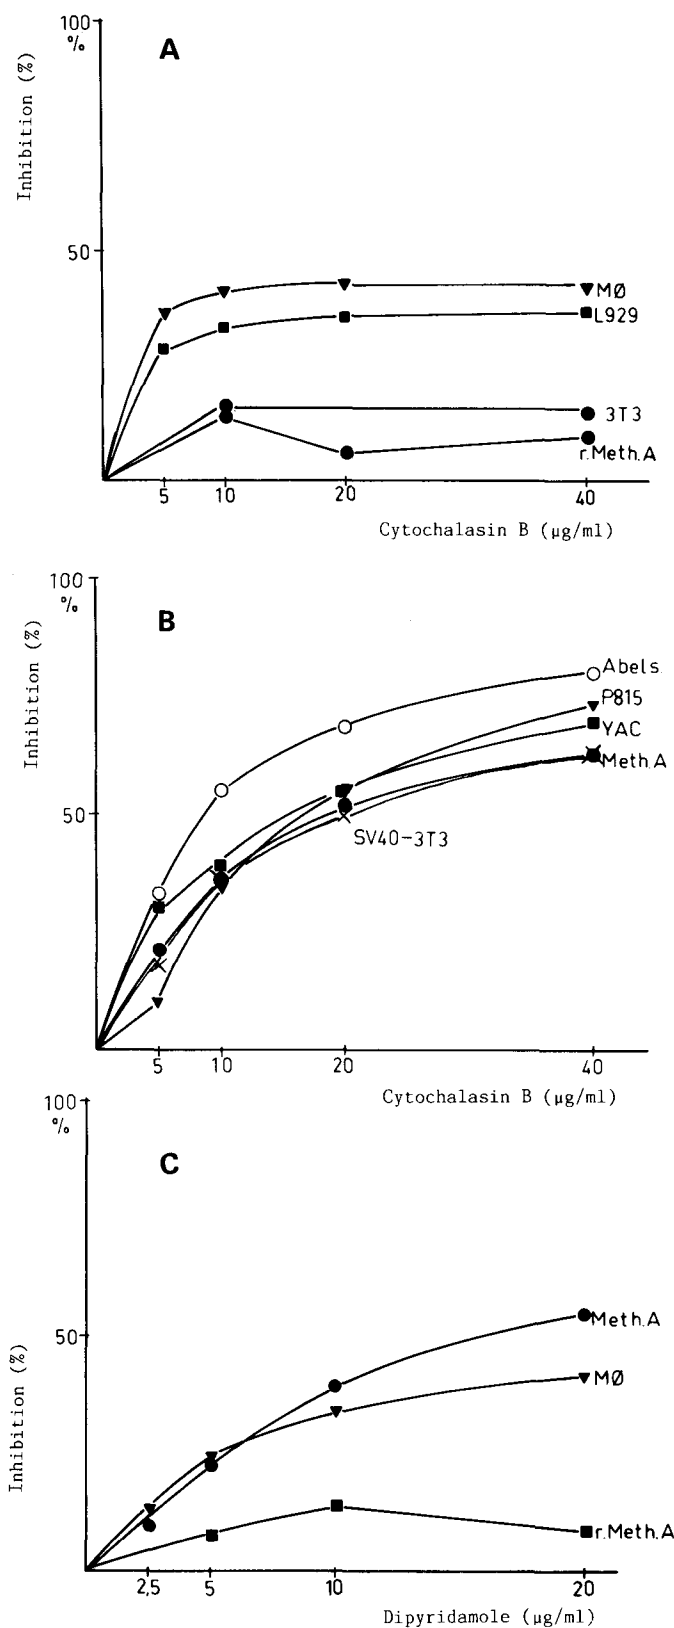 100
%
A
Inhibition (%)
50
MØ
L929
3T3
r.Meth.A
5 10 20 40
Cytochalasin B (µg/ml)
100
%
B
Inhibition (%)
Abels.
P815
YAC
Meth.A
50
SV40-3T3
5 10 20 40
Cytochalasin B (µg/ml)
100
%
C
50
Inhibition (%)
Meth.A
MØ
r.Meth.A
2,5 5 10 20
Dipyridamole (µg/ml)